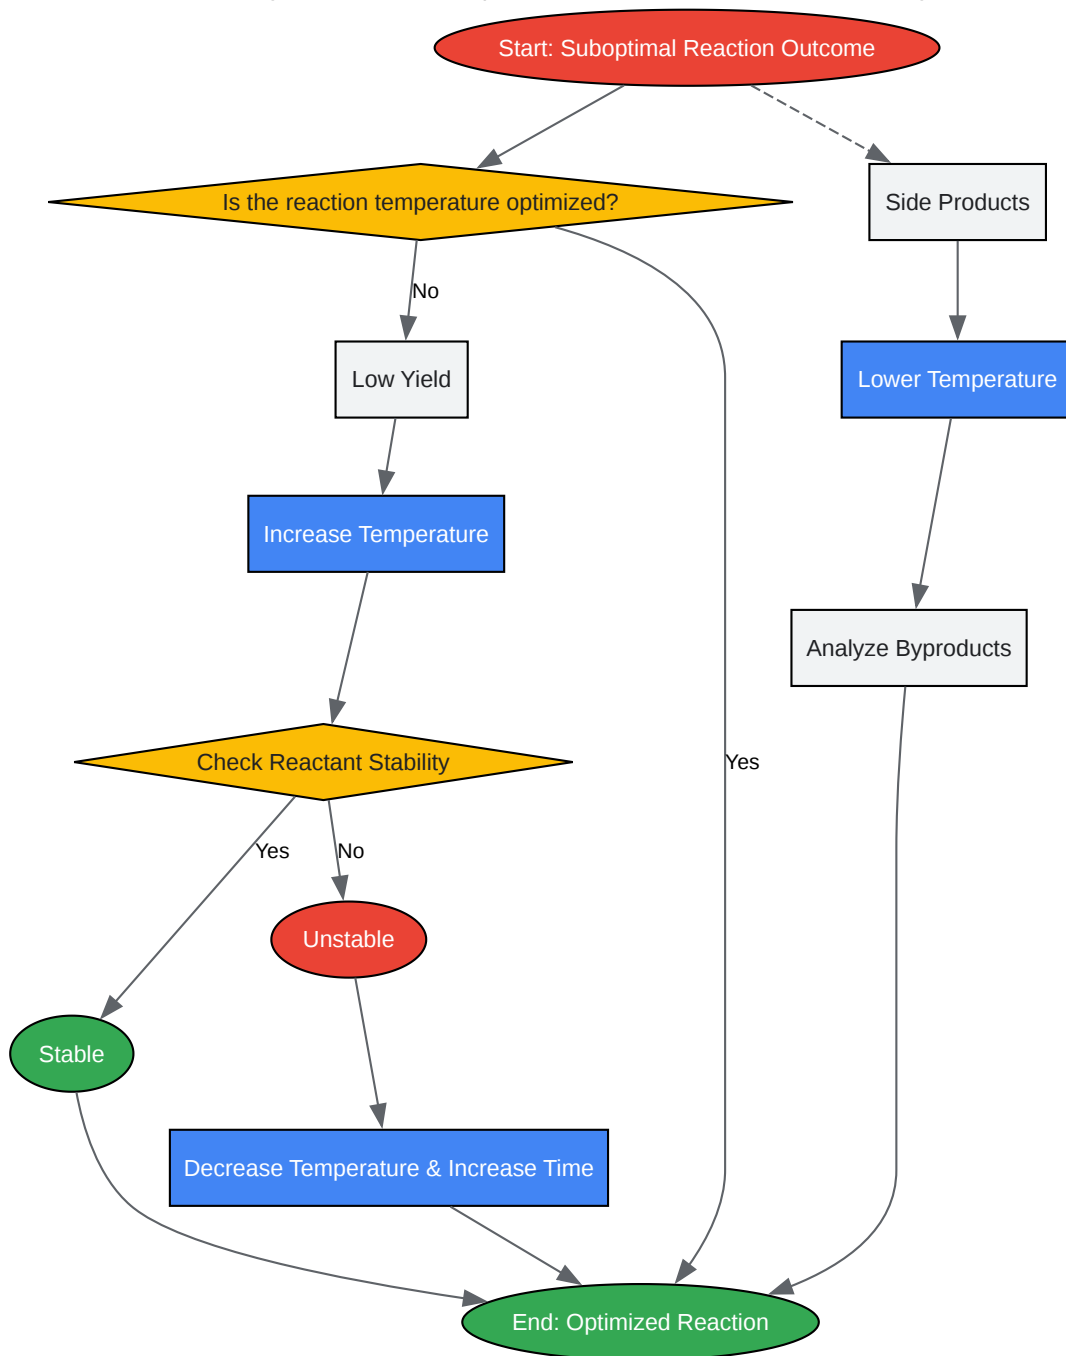 Start: Suboptimal Reaction Outcome
Is the reaction temperature optimized?
Side Products
No
Low Yield
Lower Temperature
Increase Temperature
Analyze Byproducts
Check Reactant Stability
Yes
Yes
No
Unstable
Stable
Decrease Temperature & Increase Time
End: Optimized Reaction